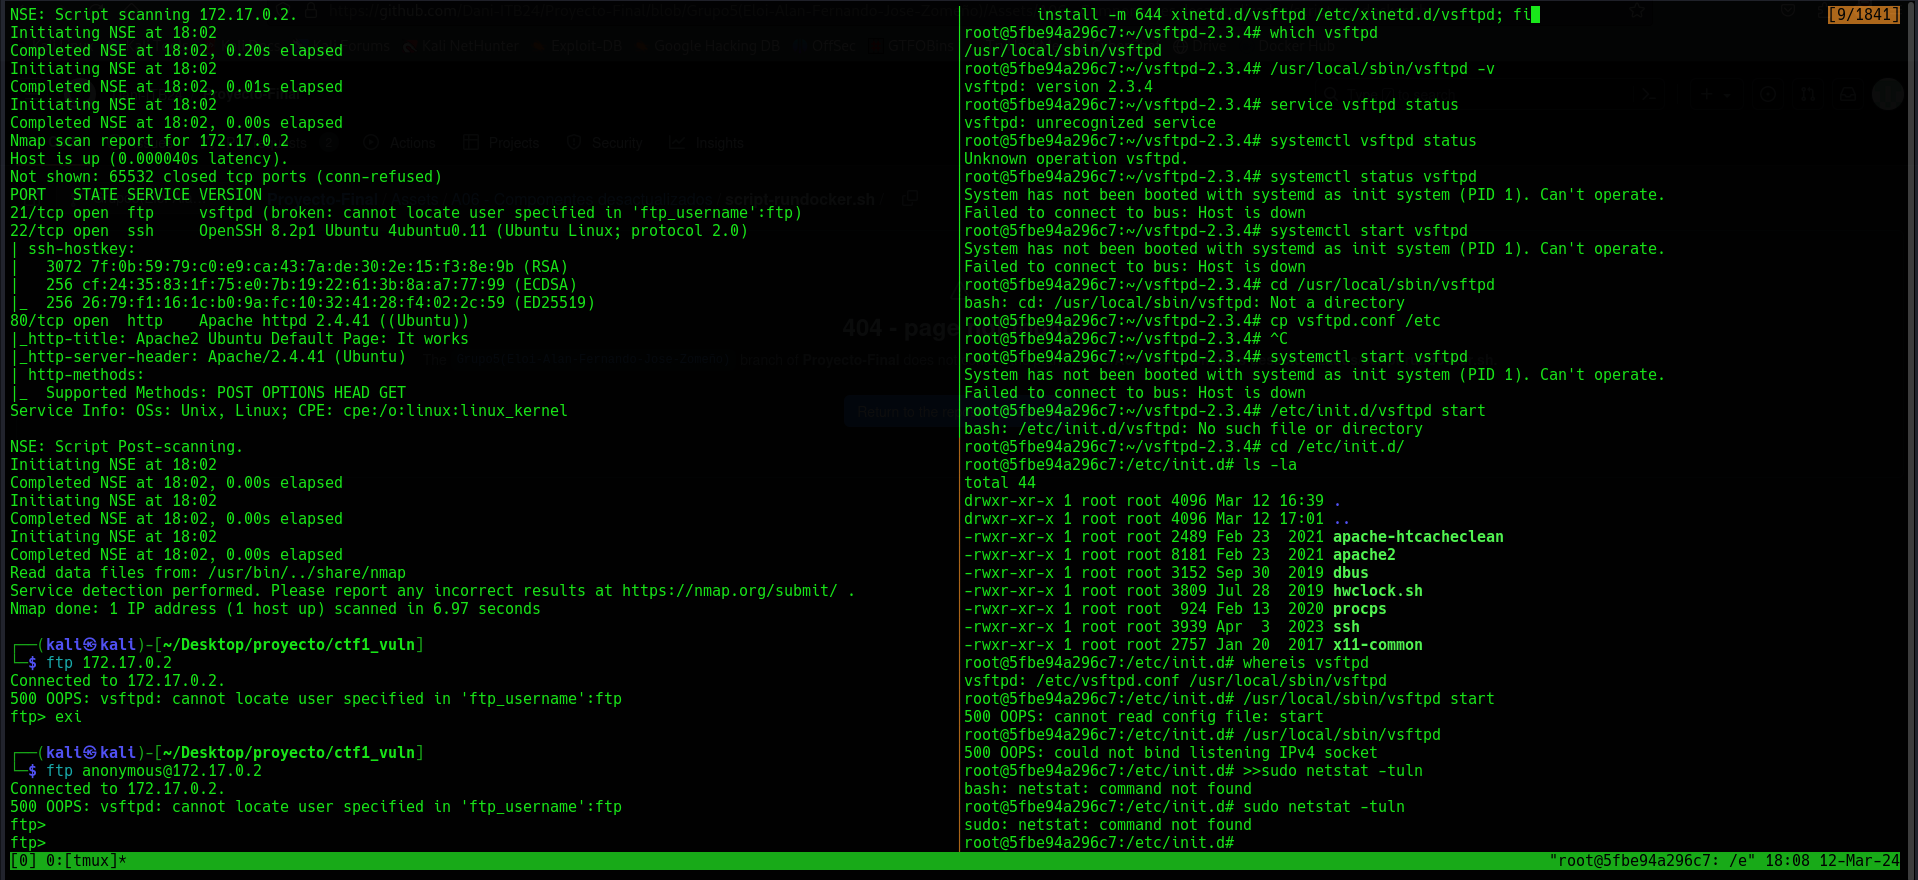 NSE: Script scanning 172.17.0.2.
Initiating NSE at 18:02
Completed NSE at 18:02, 0.20s elapsed
Initiating NSE at 18:02
Completed NSE at 18:02, 0.01s elapsed
Initiating NSE at 18:02
Completed NSE at 18:02, 0.00s elapsed
Nmap scan report for 172.17.0.2
Host is up (0.000040s latency).
Not shown: 65532 closed tcp ports (conn-refused)
PORT   STATE SERVICE VERSION
21/tcp open  ftp     vsftpd (broken: cannot locate user specified in 'ftp_username':ftp)
22/tcp open  ssh     OpenSSH 8.2p1 Ubuntu 4ubuntu0.11 (Ubuntu Linux; protocol 2.0)
| ssh-hostkey:
|   3072 7f:0b:59:79:c0:e9:ca:43:7a:de:30:2e:15:f3:8e:9b (RSA)
|   256 cf:24:35:83:1f:75:e0:7b:19:22:61:3b:8a:a7:77:99 (ECDSA)
|_  256 26:79:f1:16:1c:b0:9a:fc:10:32:41:28:f4:02:2c:59 (ED25519)
80/tcp open  http    Apache httpd 2.4.41 ((Ubuntu))
|_http-title: Apache2 Ubuntu Default Page: It works
|_http-server-header: Apache/2.4.41 (Ubuntu)
| http-methods:
|_  Supported Methods: POST OPTIONS HEAD GET
Service Info: OSs: Unix, Linux; CPE: cpe:/o:linux:linux_kernel
NSE: Script Post-scanning.
Initiating NSE at 18:02
Completed NSE at 18:02, 0.00s elapsed
Initiating NSE at 18:02
Completed NSE at 18:02, 0.00s elapsed
Initiating NSE at 18:02
Completed NSE at 18:02, 0.00s elapsed
Read data files from: /usr/bin/../share/nmap
Service detection performed. Please report any incorrect results at https://nmap.org/submit/ .
Nmap done: 1 IP address (1 host up) scanned in 6.97 seconds
┌──(kali㉿kali)-[~/Desktop/proyecto/ctf1_vuln]
└─$ ftp 172.17.0.2
Connected to 172.17.0.2.
500 OOPS: vsftpd: cannot locate user specified in 'ftp_username':ftp
ftp> exi
┌──(kali㉿kali)-[~/Desktop/proyecto/ctf1_vuln]
└─$ ftp anonymous@172.17.0.2
Connected to 172.17.0.2.
500 OOPS: vsftpd: cannot locate user specified in 'ftp_username':ftp
ftp>
ftp>
install -m 644 xinetd.d/vsftpd /etc/xinetd.d/vsftpd; fi
[9/1841]
root@5fbe94a296c7:~/vsftpd-2.3.4# which vsftpd
/usr/local/sbin/vsftpd
root@5fbe94a296c7:~/vsftpd-2.3.4# /usr/local/sbin/vsftpd -v
vsftpd: version 2.3.4
root@5fbe94a296c7:~/vsftpd-2.3.4# service vsftpd status
vsftpd: unrecognized service
root@5fbe94a296c7:~/vsftpd-2.3.4# systemctl vsftpd status
Unknown operation vsftpd.
root@5fbe94a296c7:~/vsftpd-2.3.4# systemctl status vsftpd
System has not been booted with systemd as init system (PID 1). Can't operate.
Failed to connect to bus: Host is down
root@5fbe94a296c7:~/vsftpd-2.3.4# systemctl start vsftpd
System has not been booted with systemd as init system (PID 1). Can't operate.
Failed to connect to bus: Host is down
root@5fbe94a296c7:~/vsftpd-2.3.4# cd /usr/local/sbin/vsftpd
bash: cd: /usr/local/sbin/vsftpd: Not a directory
root@5fbe94a296c7:~/vsftpd-2.3.4# cp vsftpd.conf /etc
root@5fbe94a296c7:~/vsftpd-2.3.4# ^C
root@5fbe94a296c7:~/vsftpd-2.3.4# systemctl start vsftpd
System has not been booted with systemd as init system (PID 1). Can't operate.
Failed to connect to bus: Host is down
root@5fbe94a296c7:~/vsftpd-2.3.4# /etc/init.d/vsftpd start
bash: /etc/init.d/vsftpd: No such file or directory
root@5fbe94a296c7:~/vsftpd-2.3.4# cd /etc/init.d/
root@5fbe94a296c7:/etc/init.d# ls -la
total 44
drwxr-xr-x 1 root root 4096 Mar 12 16:39 .
drwxr-xr-x 1 root root 4096 Mar 12 17:01 ..
-rwxr-xr-x 1 root root 2489 Feb 23  2021 apache-htcacheclean
-rwxr-xr-x 1 root root 8181 Feb 23  2021 apache2
-rwxr-xr-x 1 root root 3152 Sep 30  2019 dbus
-rwxr-xr-x 1 root root 3809 Jul 28  2019 hwclock.sh
-rwxr-xr-x 1 root root  924 Feb 13  2020 procps
-rwxr-xr-x 1 root root 3939 Apr  3  2023 ssh
-rwxr-xr-x 1 root root 2757 Jan 20  2017 x11-common
root@5fbe94a296c7:/etc/init.d# whereis vsftpd
vsftpd: /etc/vsftpd.conf /usr/local/sbin/vsftpd
root@5fbe94a296c7:/etc/init.d# /usr/local/sbin/vsftpd start
500 OOPS: cannot read config file: start
root@5fbe94a296c7:/etc/init.d# /usr/local/sbin/vsftpd
500 OOPS: could not bind listening IPv4 socket
root@5fbe94a296c7:/etc/init.d# >>sudo netstat -tuln
bash: netstat: command not found
root@5fbe94a296c7:/etc/init.d# sudo netstat -tuln
sudo: netstat: command not found
root@5fbe94a296c7:/etc/init.d#
[0] 0:[tmux]*
"root@5fbe94a296c7: /e" 18:08 12-Mar-24